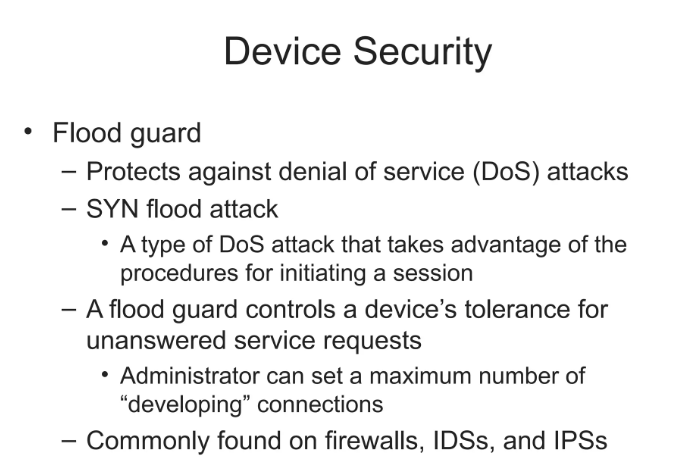 Device Security
• Flood guard
– Protects against denial of service (DoS) attacks
– SYN flood attack
• A type of DoS attack that takes advantage of the
procedures for initiating a session
– A flood guard controls a device’s tolerance for
unanswered service requests
• Administrator can set a maximum number of
“developing” connections
– Commonly found on firewalls, IDSs, and IPSs